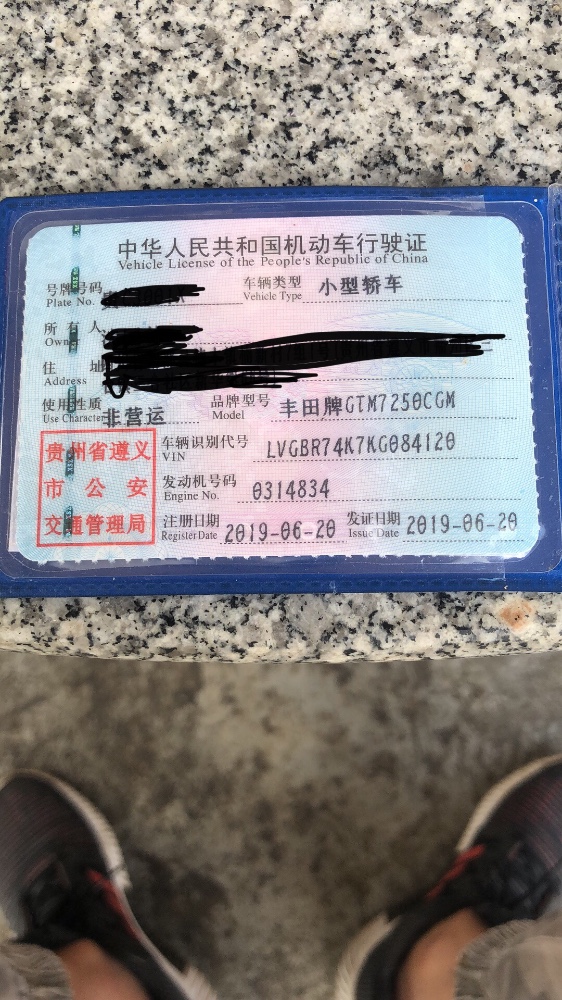 中华人民共和国机动车行驶证
Vehicle License of the People's Republic of China
号牌号码 车辆类型 小型轿车
Plate No. Vehicle Type
所有人
Owner
住址
Address
使用性质 非营运 品牌型号 丰田牌GTM7250CGM
Use Character Model
贵州省遵义
市公安
交通管理局
车辆识别代号 LVGBR74K7KG084120
VIN
发动机号码 0314834
Engine No.
注册日期 2019-06-20 发证日期 2019-06-20
Register Date Issue Date